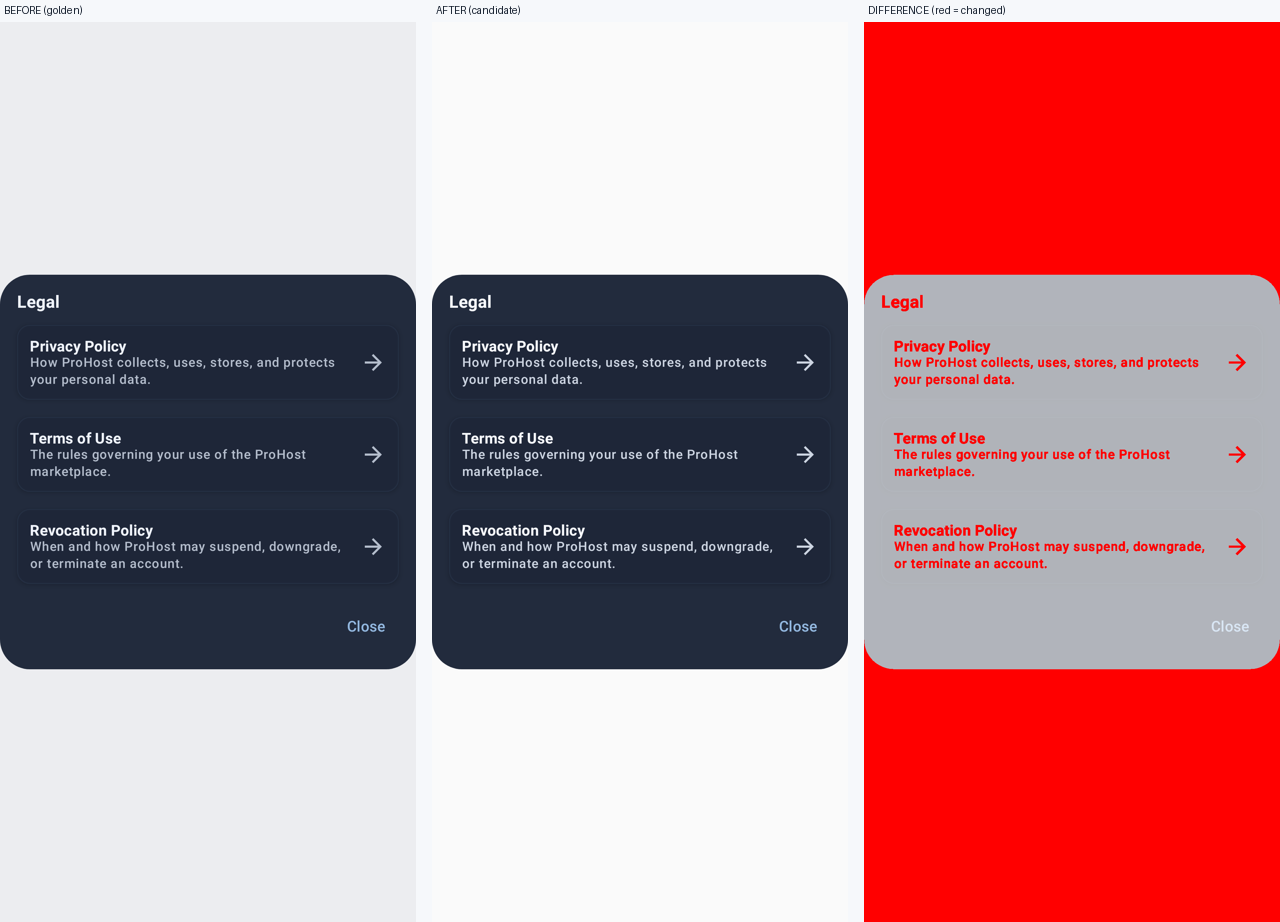 BEFORE (golden)
Legal
Privacy Policy
How ProHost collects, uses, stores, and protects
your personal data.
Terms of Use
The rules governing your use of the ProHost
marketplace.
Revocation Policy
When and how ProHost may suspend, downgrade,
or terminate an account.
Close
AFTER (candidate)
Legal
Privacy Policy
How ProHost collects, uses, stores, and protects
your personal data.
Terms of Use
The rules governing your use of the ProHost
marketplace.
Revocation Policy
When and how ProHost may suspend, downgrade,
or terminate an account.
Close
DIFFERENCE (red = changed)
Legal
Privacy Policy
How ProHost collects, uses, stores, and protects
your personal data.
Terms of Use
The rules governing your use of the ProHost
marketplace.
Revocation Policy
When and how ProHost may suspend, downgrade,
or terminate an account.
Close